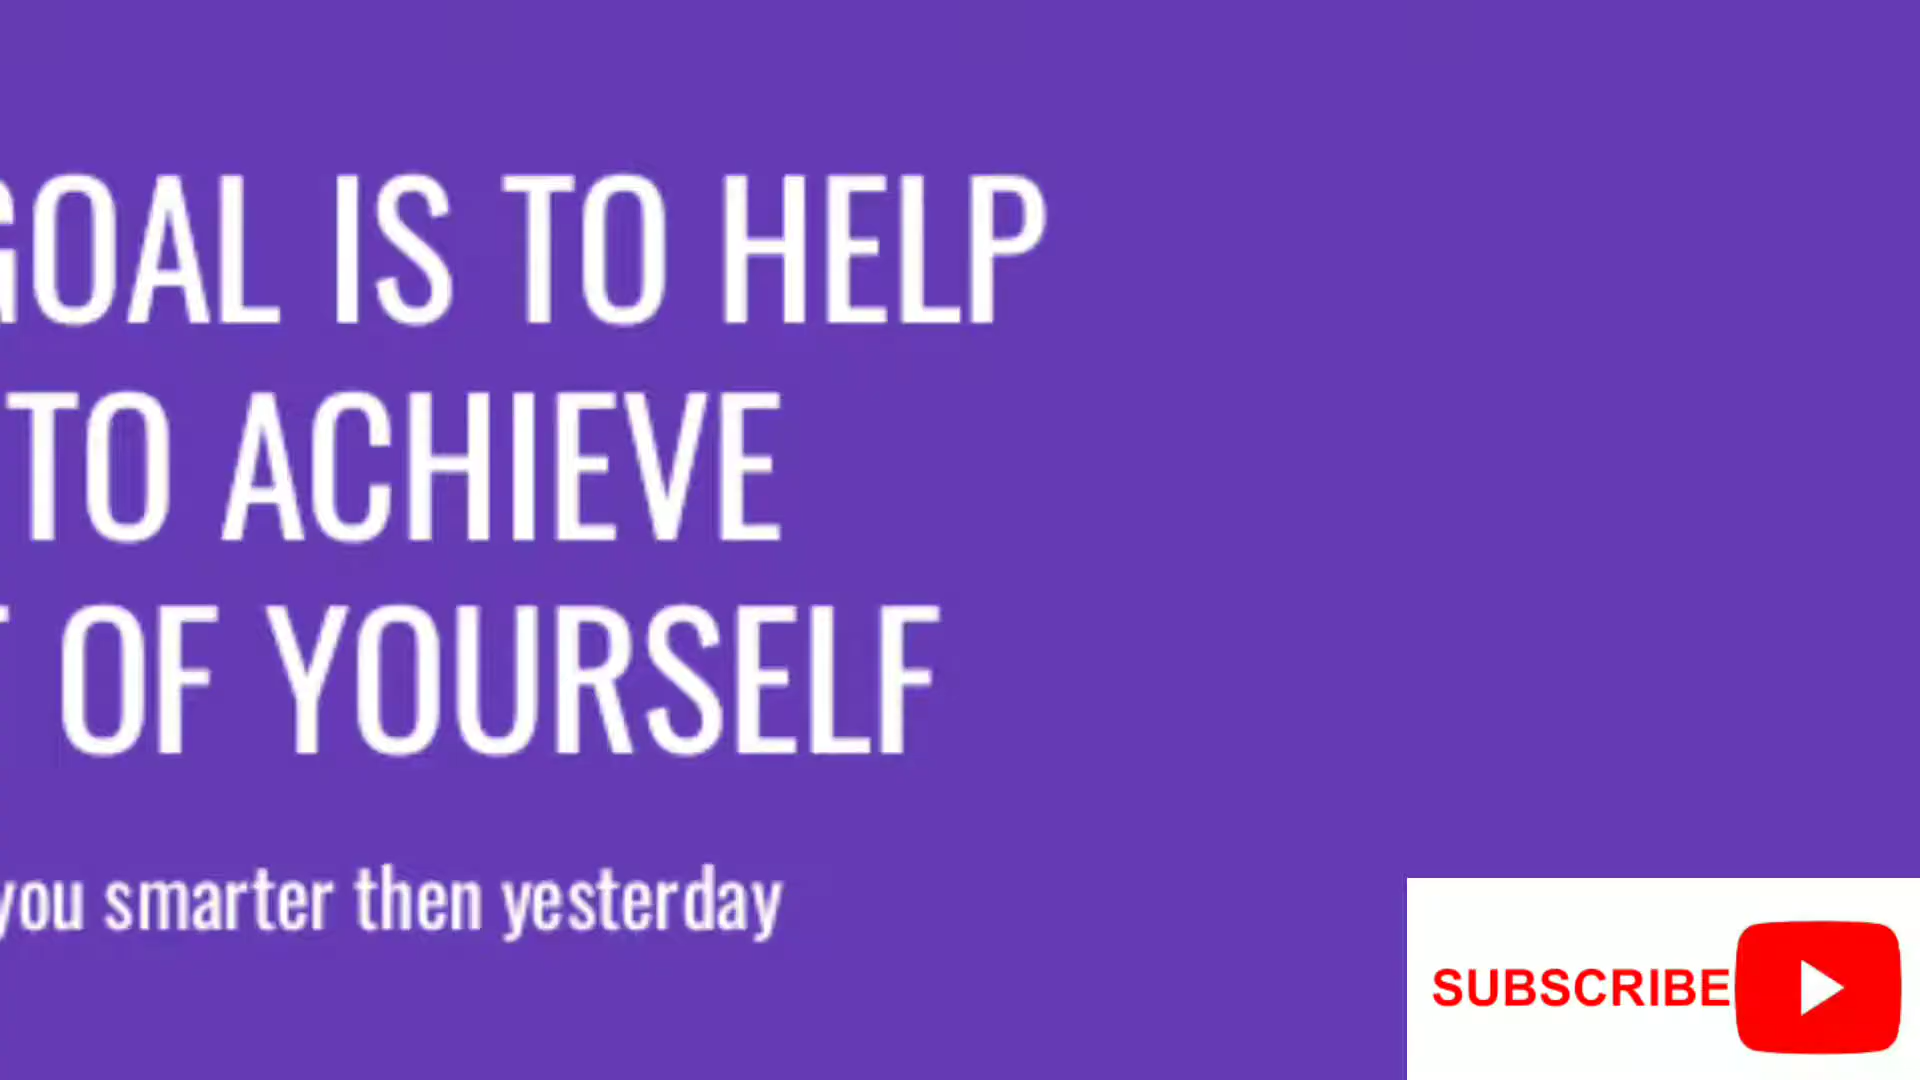 GOAL IS TO HELP
TO ACHIEVE
OF YOURSELF
you smarter then yesterday
SUBSCRIBE